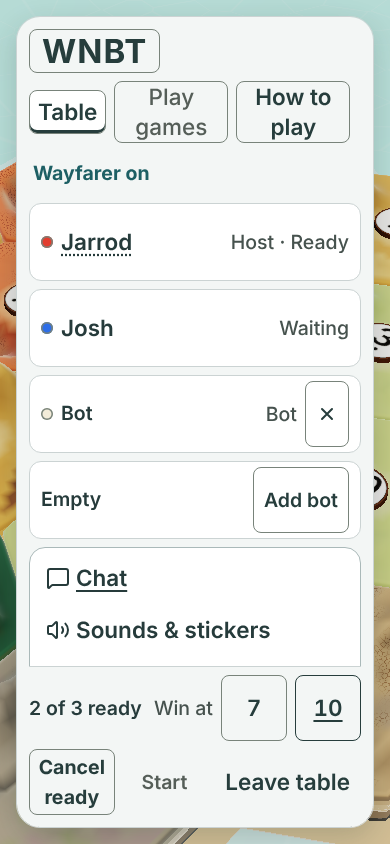 WNBT
Table
Play
games
How to
play
Wayfarer on
Jarrod
Host · Ready
Josh
Waiting
Bot
Bot
×
Empty
Add bot
Chat
Sounds & stickers
2 of 3 ready
Win at
7
10
Cancel
ready
Start
Leave table